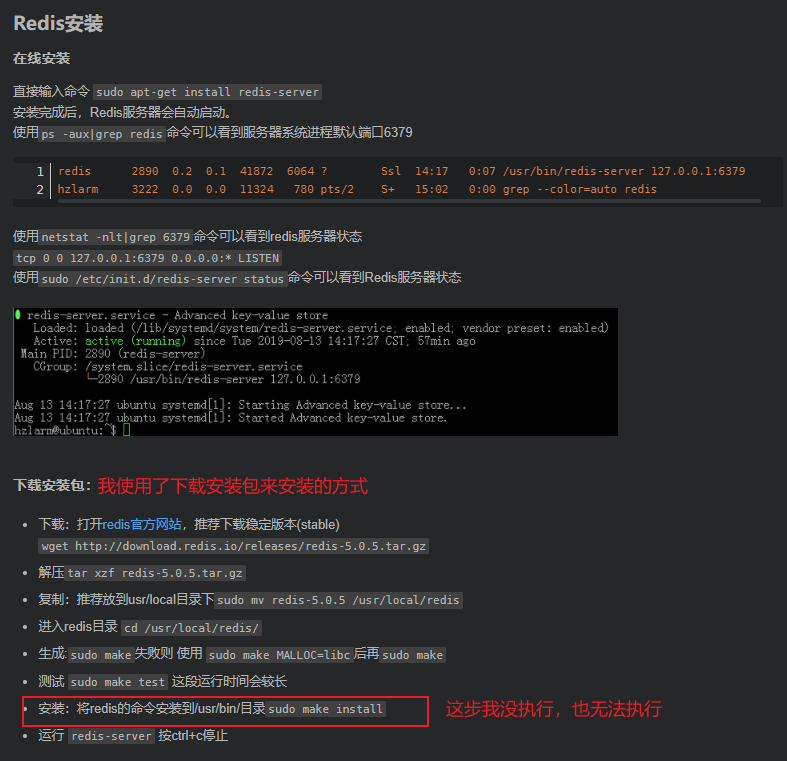 Redis安装
在线安装
直接输入命令 sudo apt-get install redis-server
安装完成后，Redis服务器会自动启动。
使用ps -aux|grep redis命令可以看到服务器系统进程默认端口6379
1 redis 2890 0.2 0.1 41872 6064 ? Ssl 14:17 0:07 /usr/bin/redis-server 127.0.0.1:6379
2 hzlarm 3222 0.0 0.0 11324 780 pts/2 S+ 15:02 0:00 grep --color=auto redis
使用netstat -nlt|grep 6379命令可以看到redis服务器状态
tcp 0 0 127.0.0.1:6379 0.0.0.0:* LISTEN
使用sudo /etc/init.d/redis-server status命令可以看到Redis服务器状态
redis-server.service - Advanced key-value store
Loaded: loaded (/lib/systemd/system/redis-server.service; enabled; vendor preset: enabled)
Active: active (running) since Tue 2019-08-13 14:17:27 CST; 57min ago
Main PID: 2890 (redis-server)
CGroup: /system.slice/redis-server.service
└─2890 /usr/bin/redis-server 127.0.0.1:6379
Aug 13 14:17:27 ubuntu systemd[1]: Starting Advanced key-value store...
Aug 13 14:17:27 ubuntu systemd[1]: Started Advanced key-value store.
hzlarm@ubuntu:~$
下载安装包：我使用了下载安装包来安装的方式
• 下载：打开redis官方网站，推荐下载稳定版本(stable)
wget http://download.redis.io/releases/redis-5.0.5.tar.gz
• 解压tar xzf redis-5.0.5.tar.gz
• 复制：推荐放到usr/local目录下sudo mv redis-5.0.5 /usr/local/redis
• 进入redis目录 cd /usr/local/redis/
• 生成:sudo make失败则 使用 sudo make MALLOC=libc后再sudo make
• 测试 sudo make test 这段运行时间会较长
• 安装：将redis的命令安装到/usr/bin/目录sudo make install 这步我没执行，也无法执行
• 运行 redis-server 按ctrl+c停止